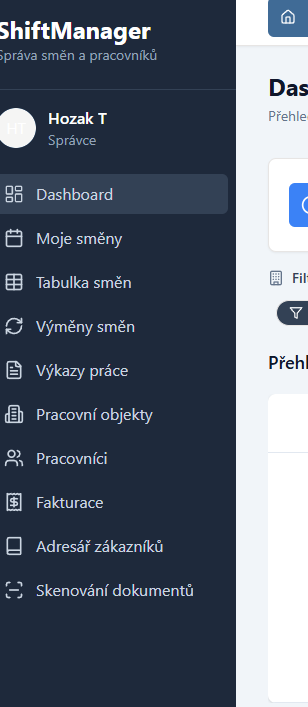 ShiftManager
Správa směn a pracovníků
HT
Hozak T
Správce
Dashboard
Moje směny
Tabulka směn
Výměny směn
Výkazy práce
Pracovní objekty
Pracovníci
Fakturace
Adresář zákazníků
Skenování dokumentů
Das
Přehle
Filt
Přehl